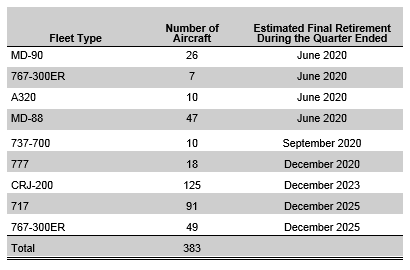 Fleet Type Number of Aircraft Estimated Final Retirement During the Quarter Ended
MD-90 26 June 2020
767-300ER 7 June 2020
A320 10 June 2020
MD-88 47 June 2020
737-700 10 September 2020
777 18 December 2020
CRJ-200 125 December 2023
717 91 December 2025
767-300ER 49 December 2025
Total 383